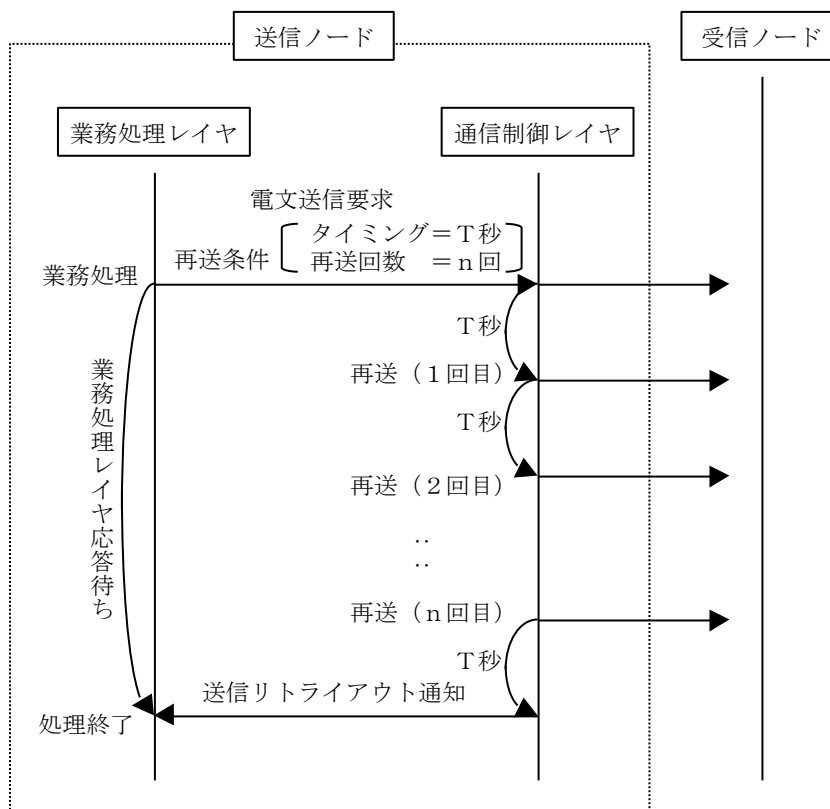 送信ノード
受信ノード
業務処理レイヤ
通信制御レイヤ
電文送信要求
タイミング＝Ｔ秒
再送条件
再送回数　＝ｎ回
業務処理
Ｔ秒
再送（１回目）
Ｔ秒
業務処理レイヤ応答待ち
再送（２回目）
‥
‥
再送（ｎ回目）
Ｔ秒
送信リトライアウト通知
処理終了